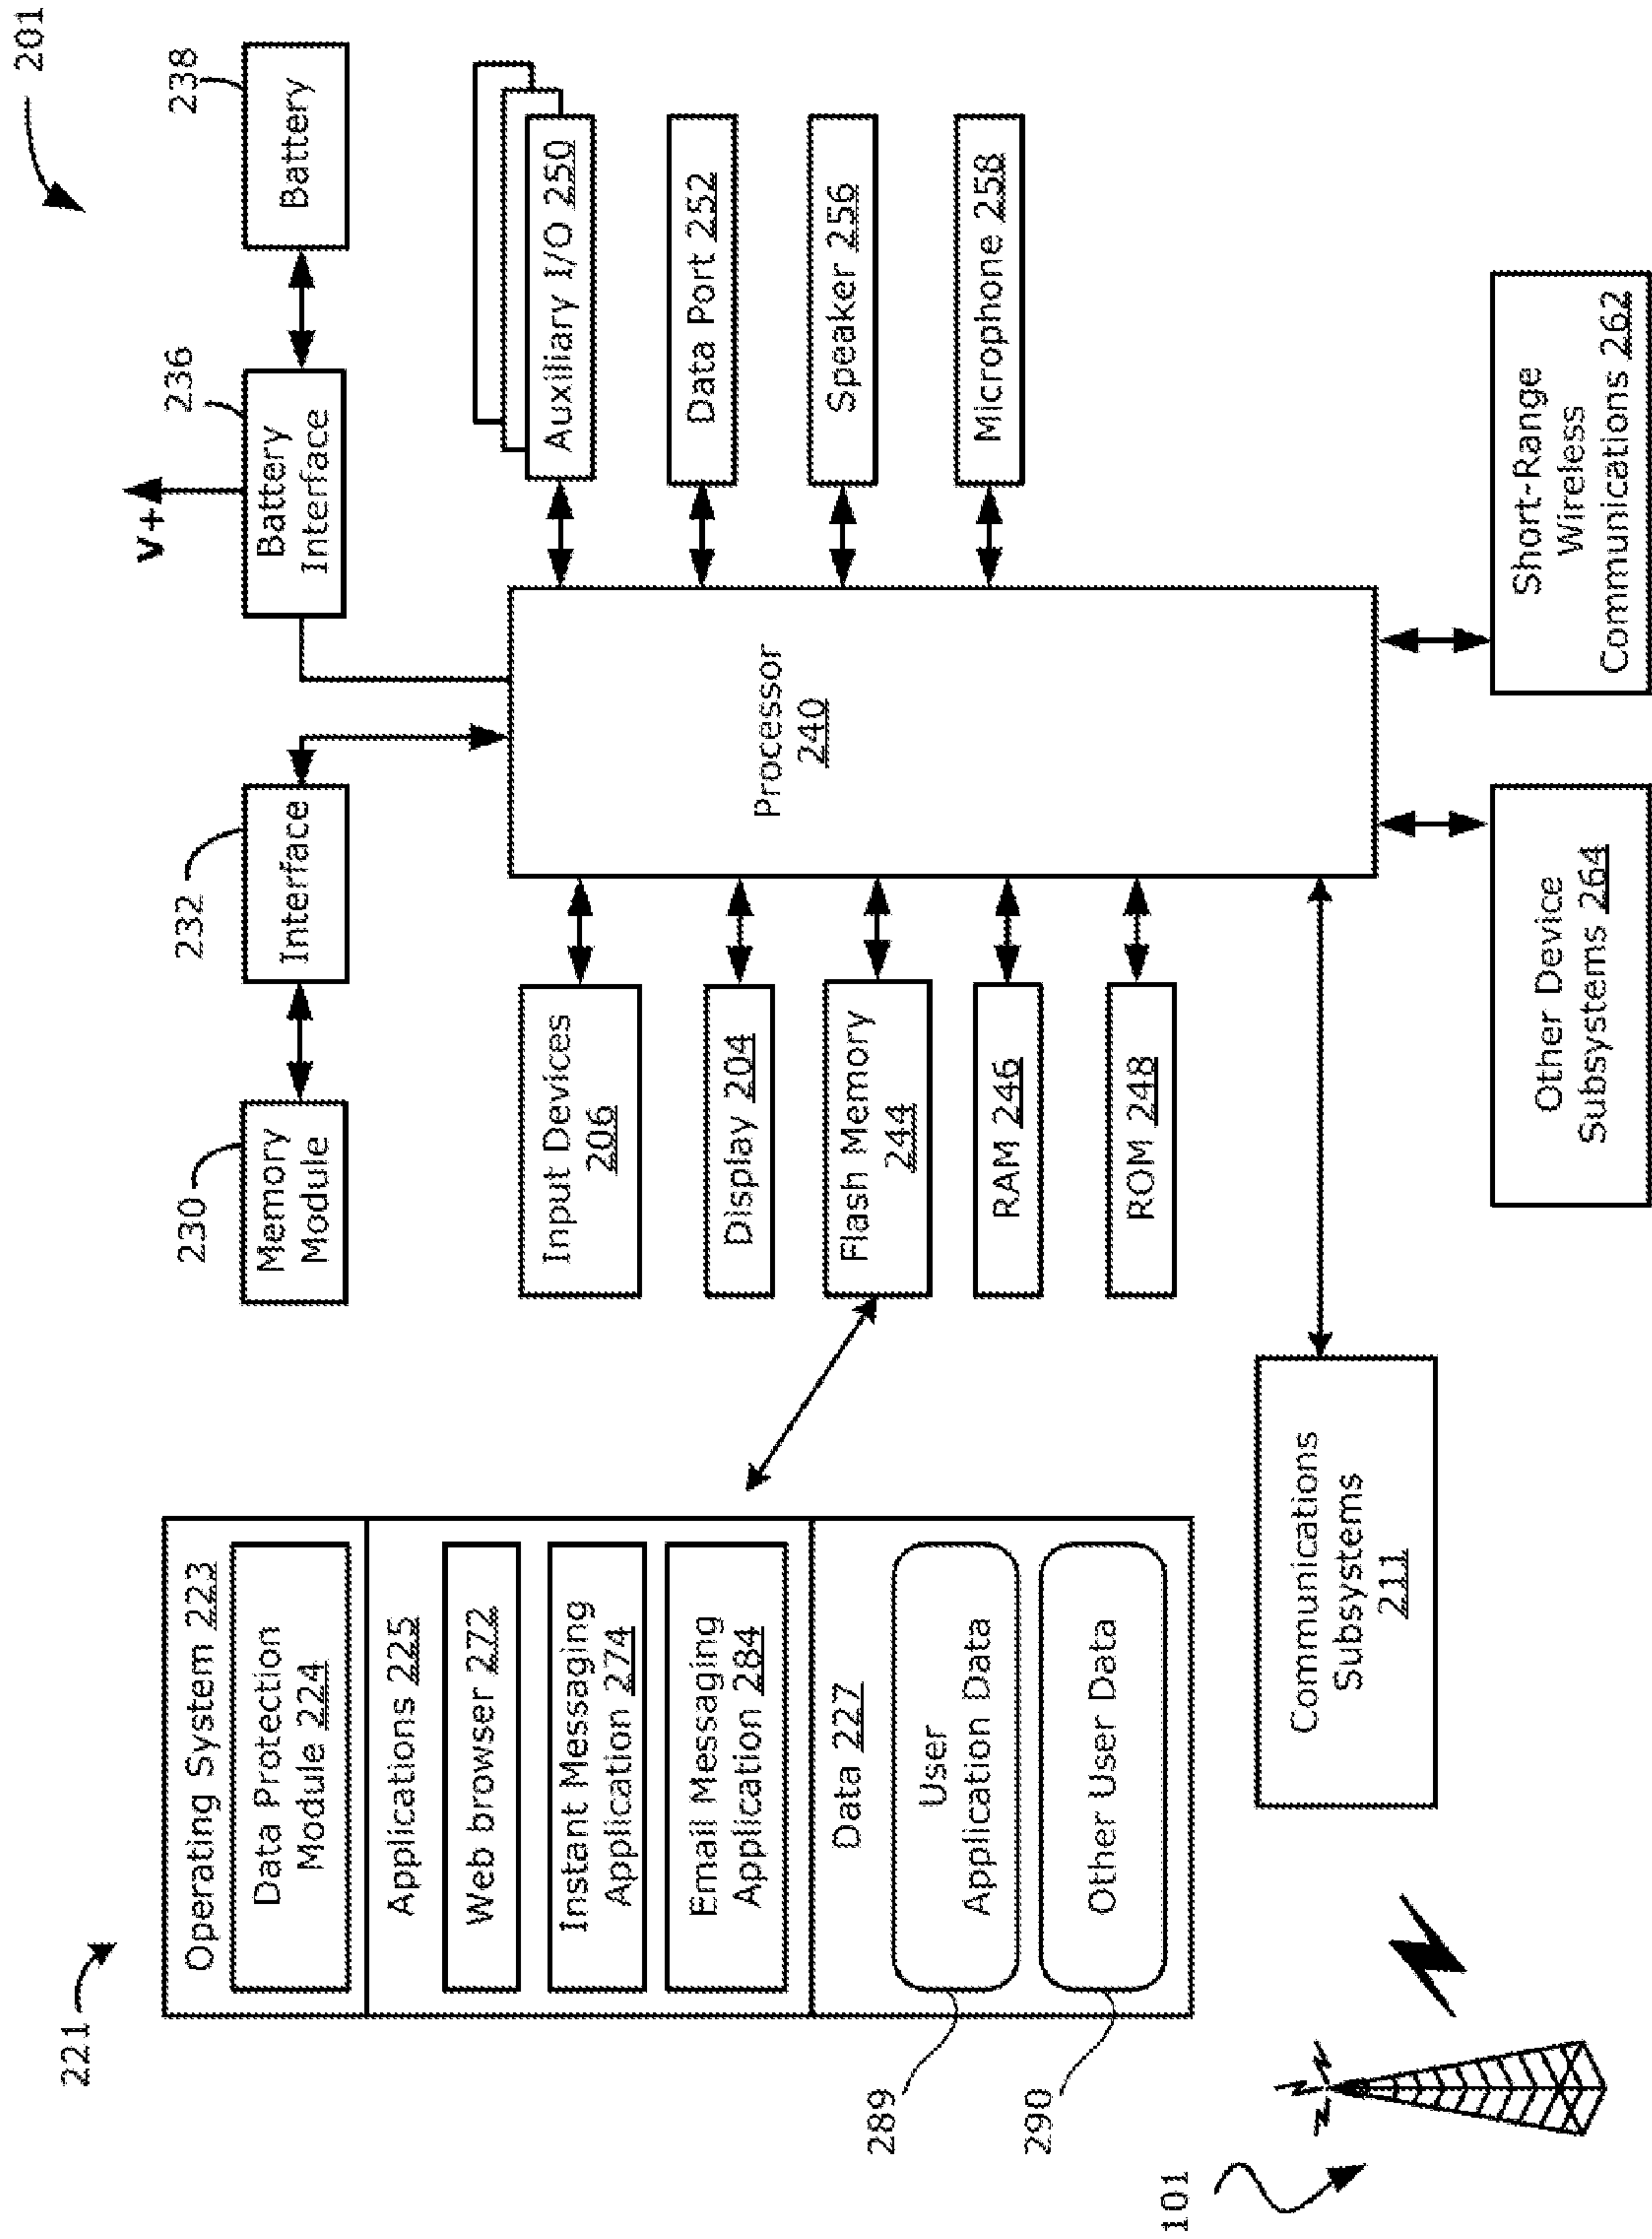 201
221
230
232
236
238
V+
Memory
Module
Interface
Battery
Interface
Battery
Operating System 223
Data Protection
Module 224
Applications 225
Web browser 272
Instant Messaging
Application 274
Email Messaging
Application 284
Data 227
User
Application Data
Other User Data
289
290
Input Devices
206
Display 204
Flash Memory
244
RAM 246
ROM 248
Processor
240
Auxiliary I/O 250
Data Port 252
Speaker 256
Microphone 258
101
Communications
Subsystems
211
Other Device
Subsystems 264
Short-Range
Wireless
Communications 262